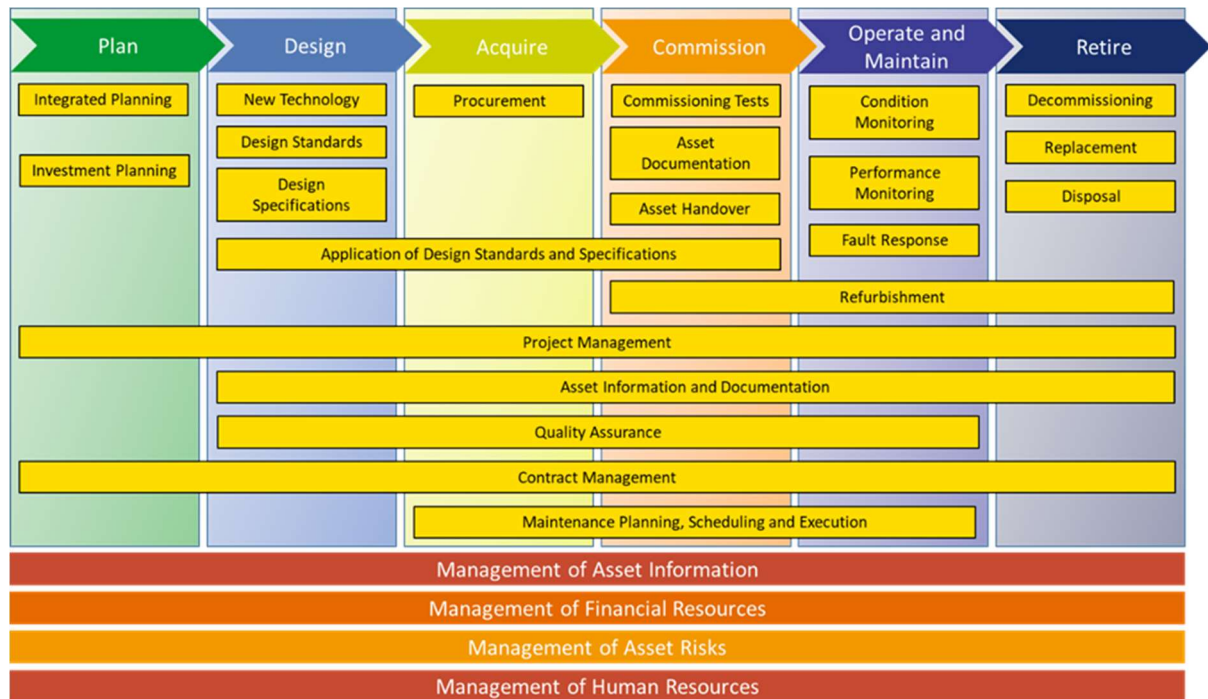 Plan
Design
Acquire
Commission
Operate and
Maintain
Retire
Integrated Planning
Investment Planning
New Technology
Design Standards
Design
Specifications
Procurement
Commissioning Tests
Asset
Documentation
Asset Handover
Condition
Monitoring
Performance
Monitoring
Fault Response
Decommissioning
Replacement
Disposal
Application of Design Standards and Specifications
Refurbishment
Project Management
Asset Information and Documentation
Quality Assurance
Contract Management
Maintenance Planning, Scheduling and Execution
Management of Asset Information
Management of Financial Resources
Management of Asset Risks
Management of Human Resources